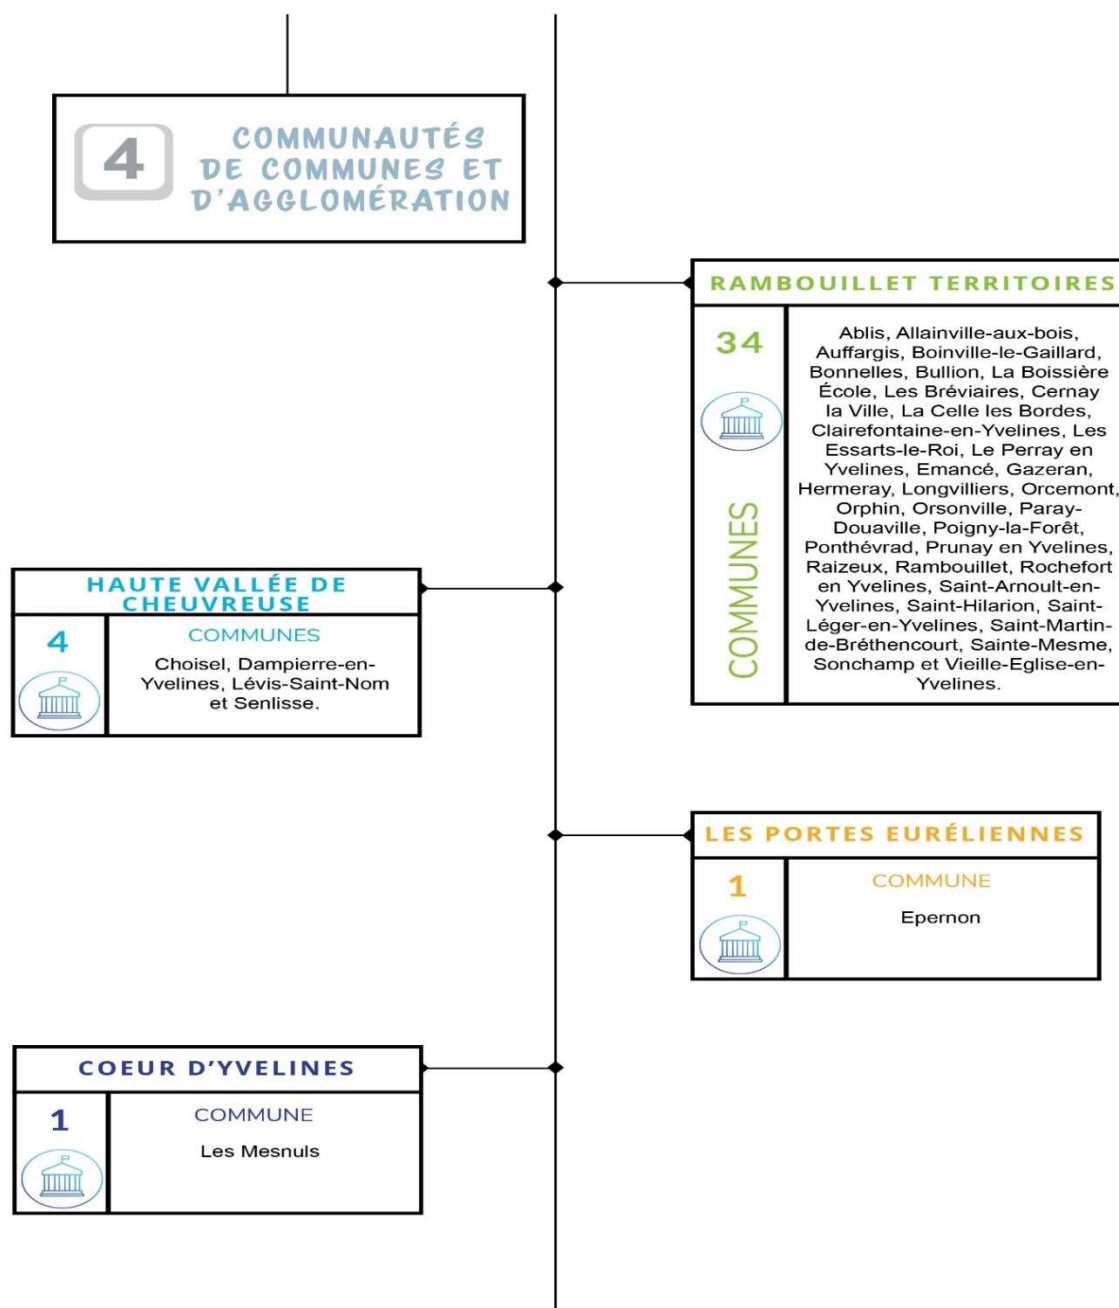 4
COMMUNAUTÉS
DE COMMUNES ET
D'AGGLOMÉRATION
RAMBOUILLET TERRITOIRES
34
COMMUNES
Ablis, Allainville-aux-bois,
Auffargis, Boinville-le-Gaillard,
Bonnelles, Bullion, La Boissière
École, Les Bréviaires, Cernay
la Ville, La Celle les Bordes,
Clairefontaine-en-Yvelines, Les
Essarts-le-Roi, Le Perray en
Yvelines, Emancé, Gazeran,
Hermeray, Longvilliers, Orcemont,
Orphin, Orsonville, Paray-
Douaville, Poigny-la-Forêt,
Ponthévrad, Prunay en Yvelines,
Raizeux, Rambouillet, Rochefort
en Yvelines, Saint-Arnoult-en-
Yvelines, Saint-Hilarion, Saint-
Léger-en-Yvelines, Saint-Martin-
de-Bréthencourt, Sainte-Mesme,
Sonchamp et Vieille-Eglise-en-
Yvelines.
HAUTE VALLÉE DE
CHEUVREUSE
4
COMMUNES
Choisel, Dampierre-en-
Yvelines, Lévis-Saint-Nom
et Senlisse.
LES PORTES EURÉLIENNES
1
COMMUNE
Epernon
COEUR D'YVELINES
1
COMMUNE
Les Mesnuls